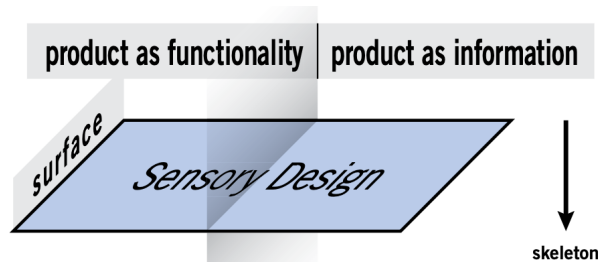 product as functionality
product as information
surface
Sensory Design
skeleton